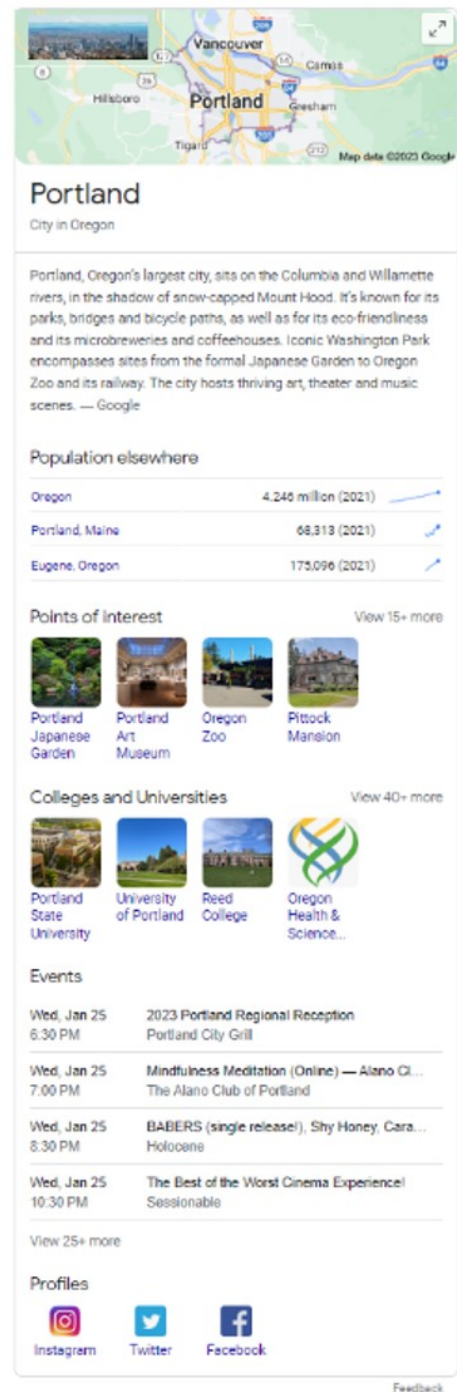 205
Vancouver
127
14
Camas
8
26
84
84
Hillsboro
Portland
Gresham
Tigard
205
212
Map data ©2023 Google
Portland
City in Oregon
Portland, Oregon's largest city, sits on the Columbia and Willamette
rivers, in the shadow of snow-capped Mount Hood. It's known for its
parks, bridges and bicycle paths, as well as for its eco-friendliness
and its microbreweries and coffeehouses. Iconic Washington Park
encompasses sites from the formal Japanese Garden to Oregon
Zoo and its railway. The city hosts thriving art, theater and music
scenes. — Google
Population elsewhere
Oregon 4.246 million (2021)
Portland, Maine 68,313 (2021)
Eugene, Oregon 175,096 (2021)
Points of interest View 15+ more
Portland Japanese Garden
Portland Art Museum
Oregon Zoo
Pittock Mansion
Colleges and Universities View 40+ more
Portland State University
University of Portland
Reed College
Oregon Health & Science...
Events
Wed, Jan 25 2023 Portland Regional Reception
6:30 PM Portland City Grill
Wed, Jan 25 Mindfulness Meditation (Online) — Alano Cl...
7:00 PM The Alano Club of Portland
Wed, Jan 25 BABERS (single release!), Shy Honey, Cara...
8:30 PM Holocene
Wed, Jan 25 The Best of the Worst Cinema Experience!
10:30 PM Sessionable
View 25+ more
Profiles
Instagram Twitter Facebook
Feedback